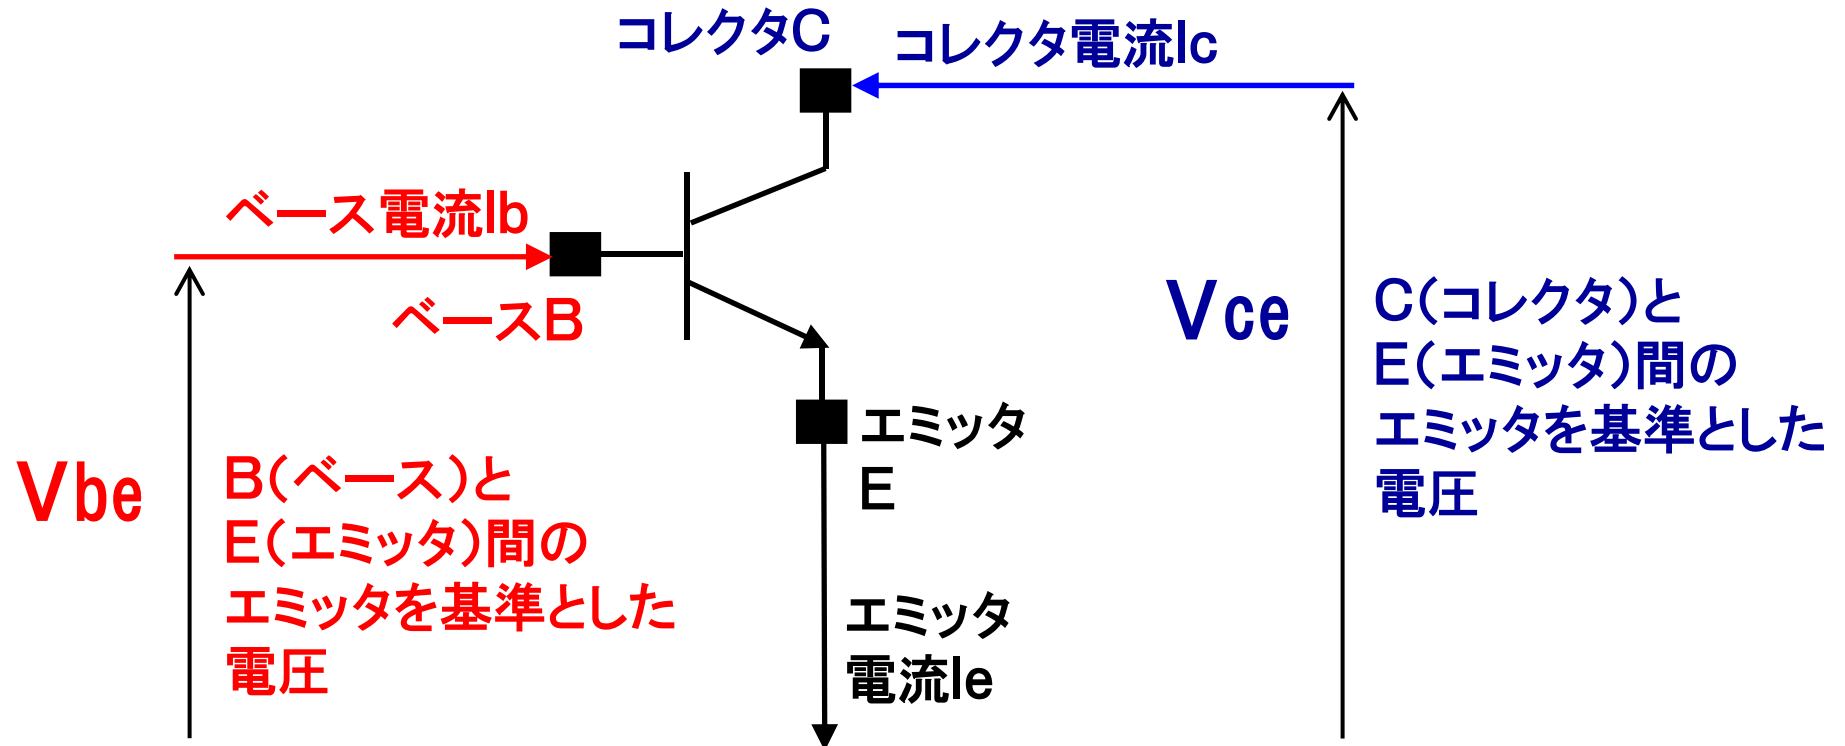 コレクタC
コレクタ電流Ic
ベース電流Ib
ベースB
Vce
C(コレクタ)と
E(エミッタ)間の
エミッタを基準とした
電圧
エミッタ
E
Vbe
B(ベース)と
E(エミッタ)間の
エミッタを基準とした
電圧
エミッタ
電流Ie